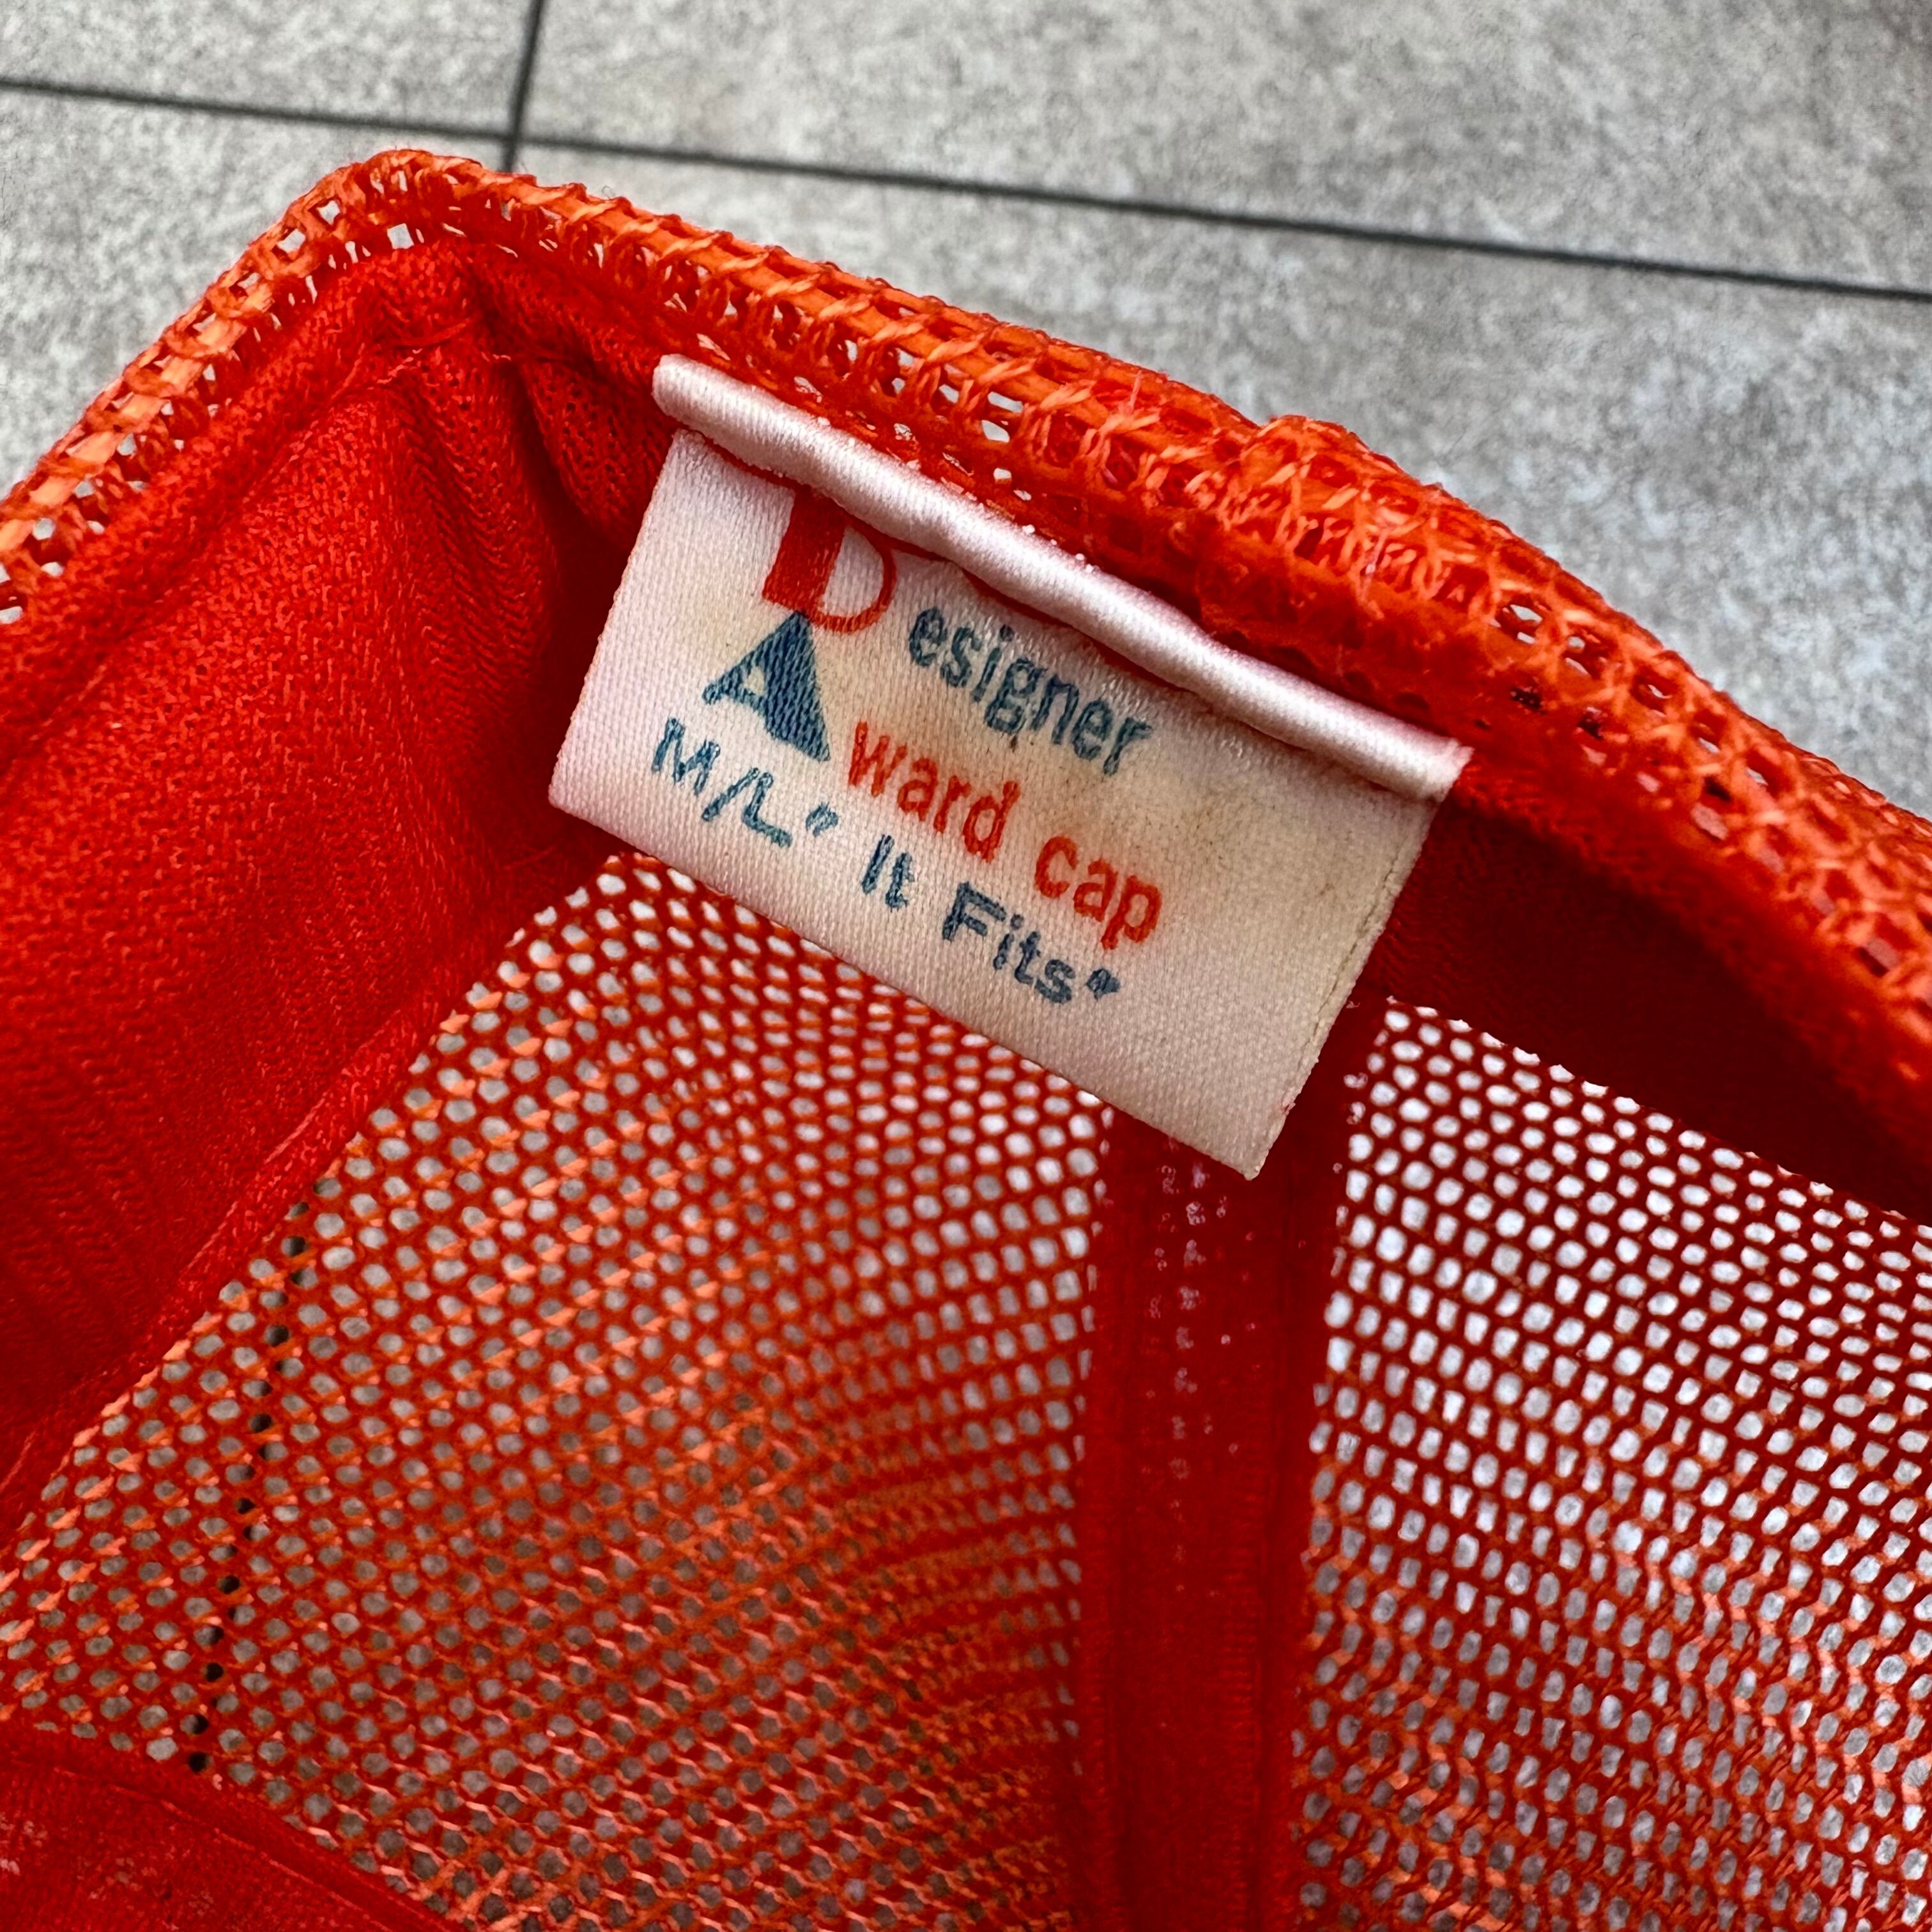 Designer
Award cap
M/L" It Fits"